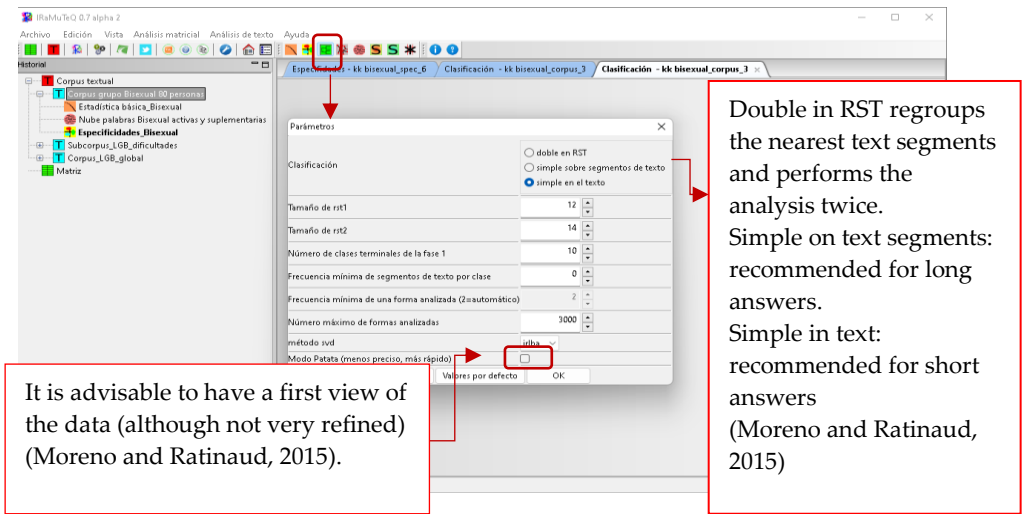 IRaMuTeQ 0.7 alpha 2
Archivo Edición Vista Análisis matricial Análisis de texto Ayuda
Historial
Corpus textual
Corpus grupo Bisexual 80 personas
Estadística básica_Bisexual
Nube palabras Bisexual activas y suplementarias
Especificidades_Bisexual
Subcorpus_LGB_dificultades
Corpus_LGB_global
Matriz
Especificidades - kk bisexual_spec_6
Clasificación - kk bisexual_corpus_3
Clasificación - kk bisexual_corpus_3
Parámetros
Clasificación
doble en RST
simple sobre segmentos de texto
simple en el texto
Tamaño de rst1 12
Tamaño de rst2 14
Número de clases terminales de la fase 1 10
Frecuencia mínima de segmentos de texto por clase 0
Frecuencia mínima de una forma analizada (2=automático) 2
Número máximo de formas analizadas 3000
método svd irlba
Modo Patata (menos preciso, más rápido)
Valores por defecto OK
Double in RST regroups
the nearest text segments
and performs the
analysis twice.
Simple on text segments:
recommended for long
answers.
Simple in text:
recommended for short
answers
(Moreno and Ratinaud,
2015)
It is advisable to have a first view of
the data (although not very refined)
(Moreno and Ratinaud, 2015).